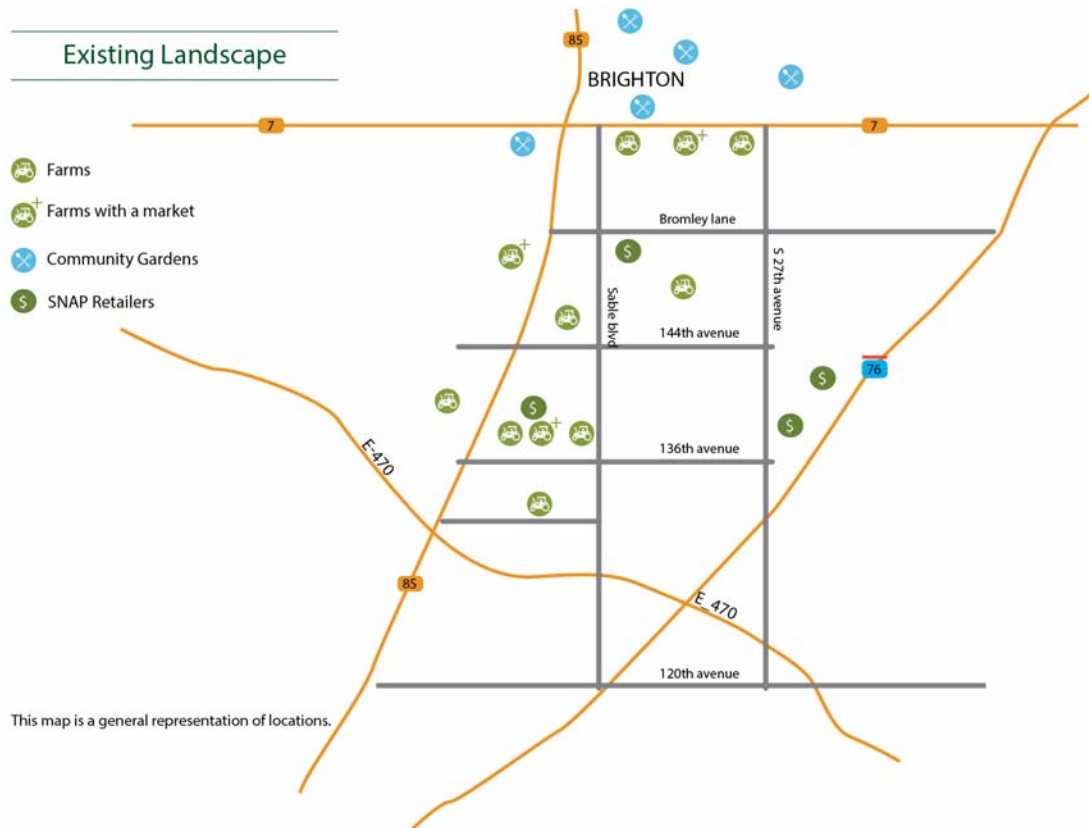 Existing Landscape
85
BRIGHTON
7
7
Farms
+
Farms with a market
Community Gardens
$
SNAP Retailers
+
Bromley lane
+
$
S 27th avenue
Sable blvd
144th avenue
76
$
$
+
$
136th avenue
E-470
85
E_470
120th avenue
This map is a general representation of locations.